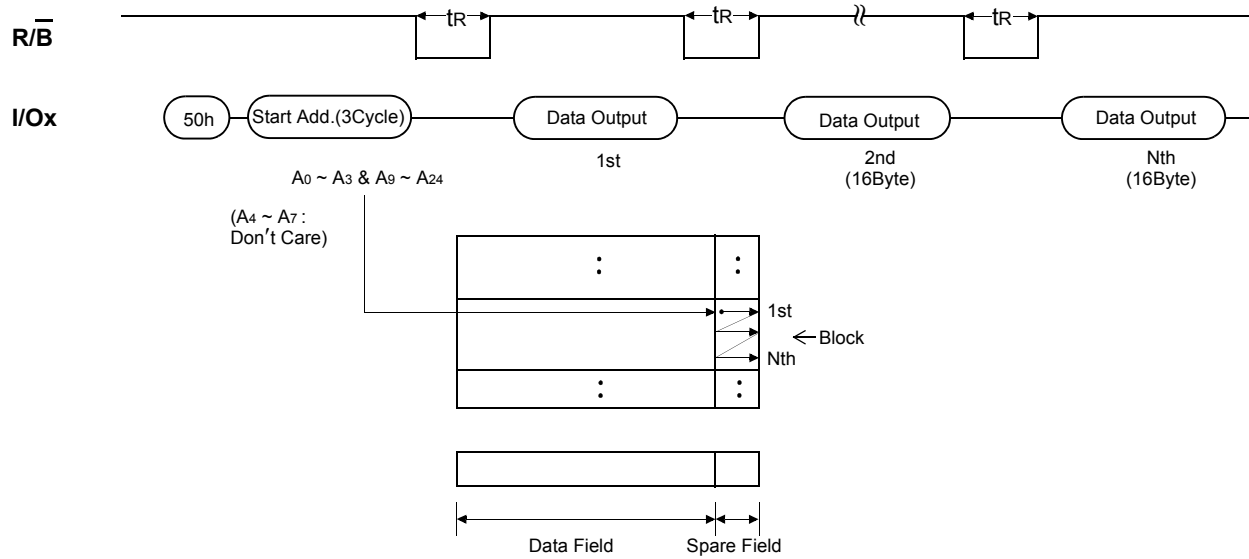 R/B
tR tR tR
I/Ox
50h Start Add.(3Cycle) Data Output Data Output Data Output
1st 2nd Nth
(16Byte) (16Byte)
A0 ~ A3 & A9 ~ A24
(A4 ~ A7 :
Don't Care)
1st
Block
Nth
Data Field Spare Field